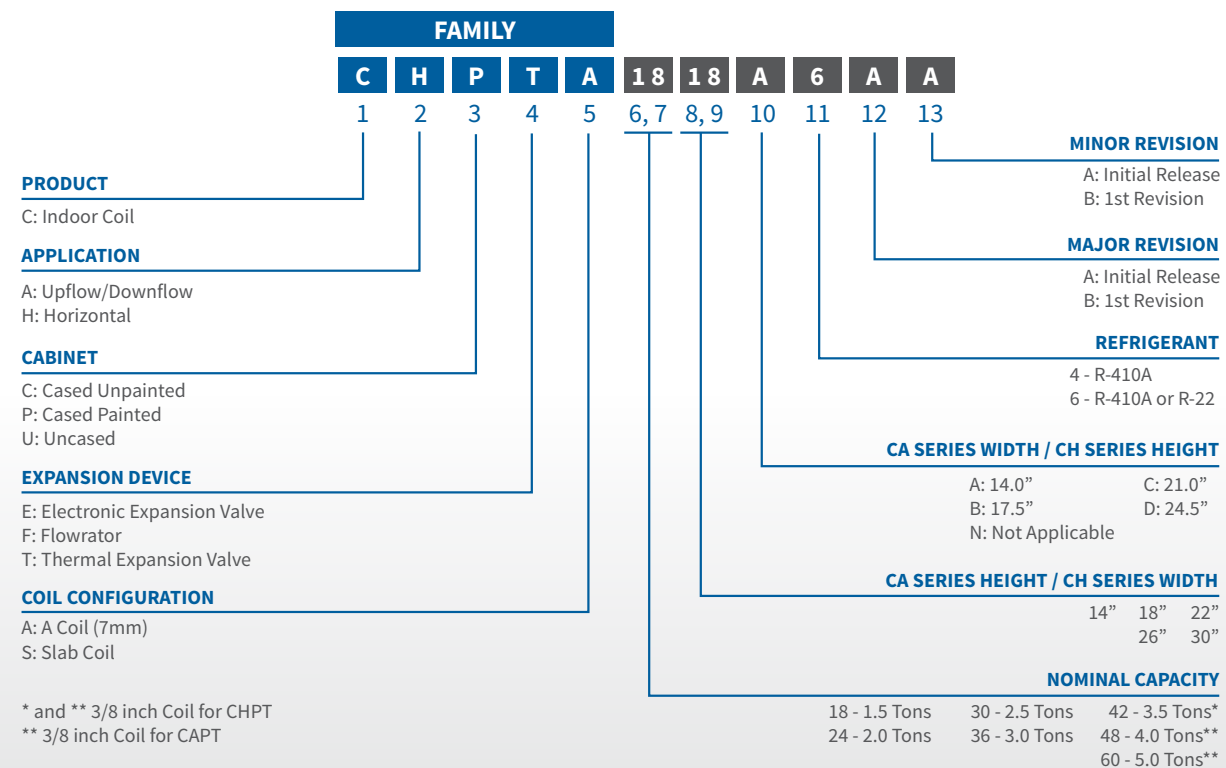 FAMILY
C H P T A 18 18 A 6 A A
1 2 3 4 5 6, 7 8, 9 10 11 12 13
PRODUCT
C: Indoor Coil
APPLICATION
A: Upflow/Downflow
H: Horizontal
CABINET
C: Cased Unpainted
P: Cased Painted
U: Uncased
EXPANSION DEVICE
E: Electronic Expansion Valve
F: Flowrator
T: Thermal Expansion Valve
COIL CONFIGURATION
A: A Coil (7mm)
S: Slab Coil
* and ** 3/8 inch Coil for CHPT
** 3/8 inch Coil for CAPT
MINOR REVISION
A: Initial Release
B: 1st Revision
MAJOR REVISION
A: Initial Release
B: 1st Revision
REFRIGERANT
4 - R-410A
6 - R-410A or R-22
CA SERIES WIDTH / CH SERIES HEIGHT
A: 14.0” C: 21.0”
B: 17.5” D: 24.5”
N: Not Applicable
CA SERIES HEIGHT / CH SERIES WIDTH
14” 18” 22”
26” 30”
NOMINAL CAPACITY
18 - 1.5 Tons 30 - 2.5 Tons 42 - 3.5 Tons*
24 - 2.0 Tons 36 - 3.0 Tons 48 - 4.0 Tons**
60 - 5.0 Tons**